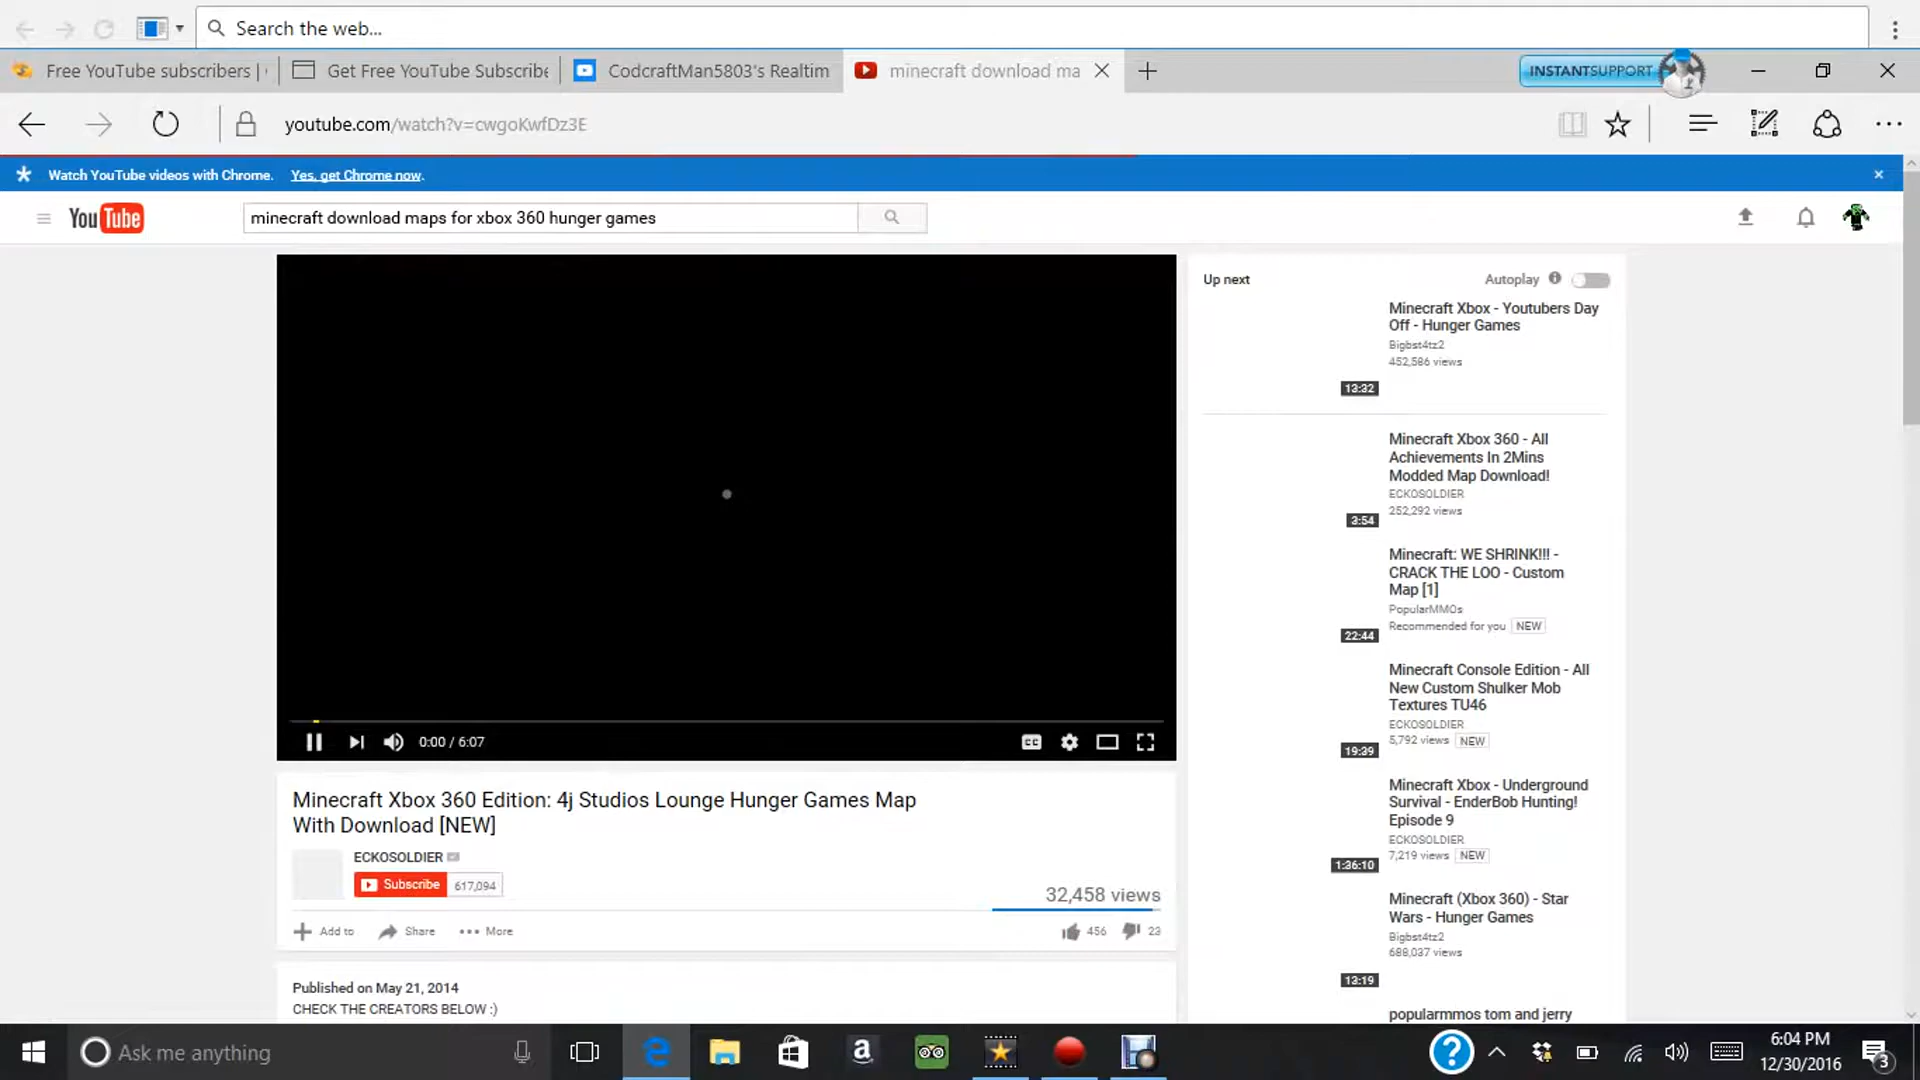 Search the web...
Free YouTube subscribers |
Get Free YouTube Subscribe
CodcraftMan5803's Realtim
minecraft download ma
INSTANTSUPPORT
youtube.com/watch?v=cwgoKwfDz3E
Watch YouTube videos with Chrome. Yes, get Chrome now.
YouTube
minecraft download maps for xbox 360 hunger games
Up next
Autoplay
Minecraft Xbox - Youtubers Day
Off - Hunger Games
Bigbst4tz2
452,586 views
13:32
Minecraft Xbox 360 - All
Achievements In 2Mins
Modded Map Download!
ECKOSOLDIER
252,292 views
3:54
Minecraft: WE SHRINK!!! -
CRACK THE LOO - Custom
Map [1]
PopularMMOs
Recommended for you NEW
22:44
Minecraft Console Edition - All
New Custom Shulker Mob
Textures TU46
ECKOSOLDIER
5,792 views NEW
19:39
Minecraft Xbox - Underground
Survival - EnderBob Hunting!
Episode 9
ECKOSOLDIER
7,219 views NEW
1:36:10
Minecraft (Xbox 360) - Star
Wars - Hunger Games
Bigbst4tz2
688,037 views
13:19
popularmmos tom and jerry
0:00 / 6:07
CC
Minecraft Xbox 360 Edition: 4j Studios Lounge Hunger Games Map
With Download [NEW]
ECKOSOLDIER
Subscribe 617,094
32,458 views
Add to Share More
456 23
Published on May 21, 2014
CHECK THE CREATORS BELOW :)
Ask me anything
6:04 PM
12/30/2016
3